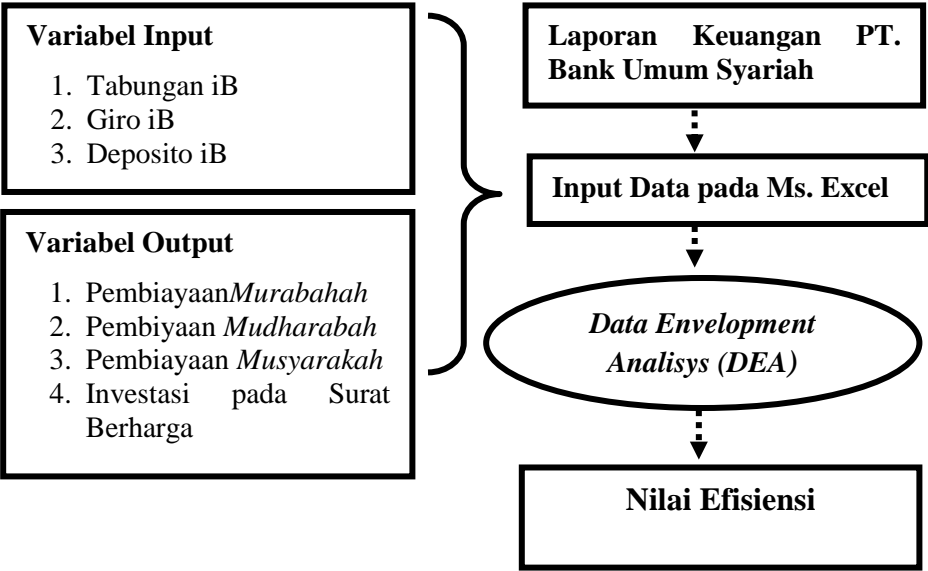 Variabel Input
1. Tabungan iB
2. Giro iB
3. Deposito iB
Variabel Output
1. PembiayaanMurabahah
2. Pembiyaan Mudharabah
3. Pembiayaan Musyarakah
4. Investasi pada Surat
Berharga
Laporan Keuangan PT.
Bank Umum Syariah
Input Data pada Ms. Excel
Data Envelopment
Analisys (DEA)
Nilai Efisiensi